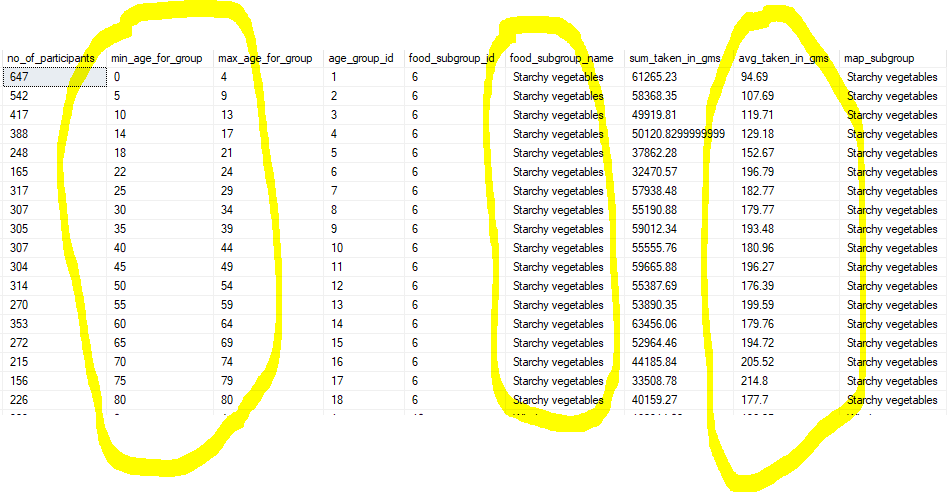 no_of_participants min_age_for_group max_age_for_group age_group_id food_subgroup_id food_subgroup_name sum_taken_in_gms avg_taken_in_gms map_subgroup
647 0 4 1 6 Starchy vegetables 61265.23 94.69 Starchy vegetables
542 5 9 2 6 Starchy vegetables 58368.35 107.69 Starchy vegetables
417 10 13 3 6 Starchy vegetables 49919.81 119.71 Starchy vegetables
388 14 17 4 6 Starchy vegetables 50120.8299999999 129.18 Starchy vegetables
248 18 21 5 6 Starchy vegetables 37862.28 152.67 Starchy vegetables
165 22 24 6 6 Starchy vegetables 32470.57 196.79 Starchy vegetables
317 25 29 7 6 Starchy vegetables 57938.48 182.77 Starchy vegetables
307 30 34 8 6 Starchy vegetables 55190.88 179.77 Starchy vegetables
305 35 39 9 6 Starchy vegetables 59012.34 193.48 Starchy vegetables
307 40 44 10 6 Starchy vegetables 55555.76 180.96 Starchy vegetables
304 45 49 11 6 Starchy vegetables 59665.88 196.27 Starchy vegetables
314 50 54 12 6 Starchy vegetables 55387.69 176.39 Starchy vegetables
270 55 59 13 6 Starchy vegetables 53890.35 199.59 Starchy vegetables
353 60 64 14 6 Starchy vegetables 63456.06 179.76 Starchy vegetables
272 65 69 15 6 Starchy vegetables 52964.46 194.72 Starchy vegetables
215 70 74 16 6 Starchy vegetables 44185.84 205.52 Starchy vegetables
156 75 79 17 6 Starchy vegetables 33508.78 214.8 Starchy vegetables
226 80 80 18 6 Starchy vegetables 40159.27 177.7 Starchy vegetables